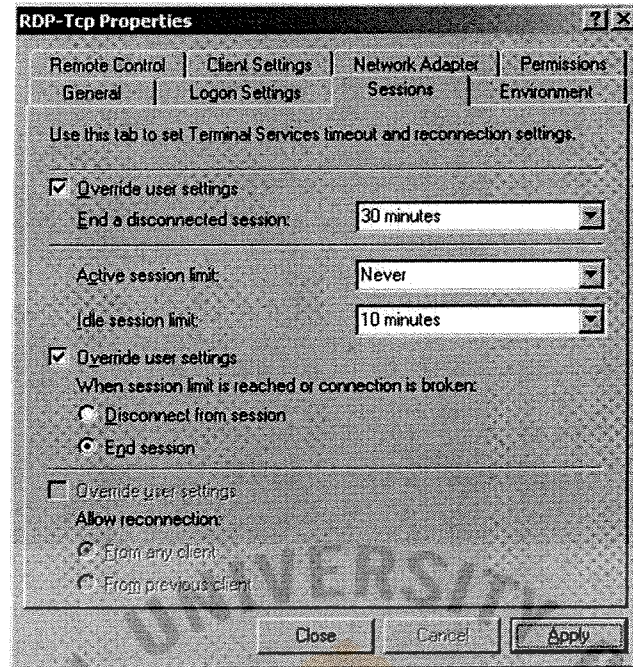 RDP-Tcp Properties
Remote Control Client Settings Network Adapter Permissions
General Logon Settings Sessions Environment
Use this tab to set Terminal Services timeout and reconnection settings.
Override user settings
End a disconnected session: 30 minutes
Active session limit: Never
Idle session limit: 10 minutes
Override user settings
When session limit is reached or connection is broken:
Disconnect from session
End session
Override user settings
Allow reconnection:
From any client
From previous client
UNIVERSITY
Close Cancel Apply